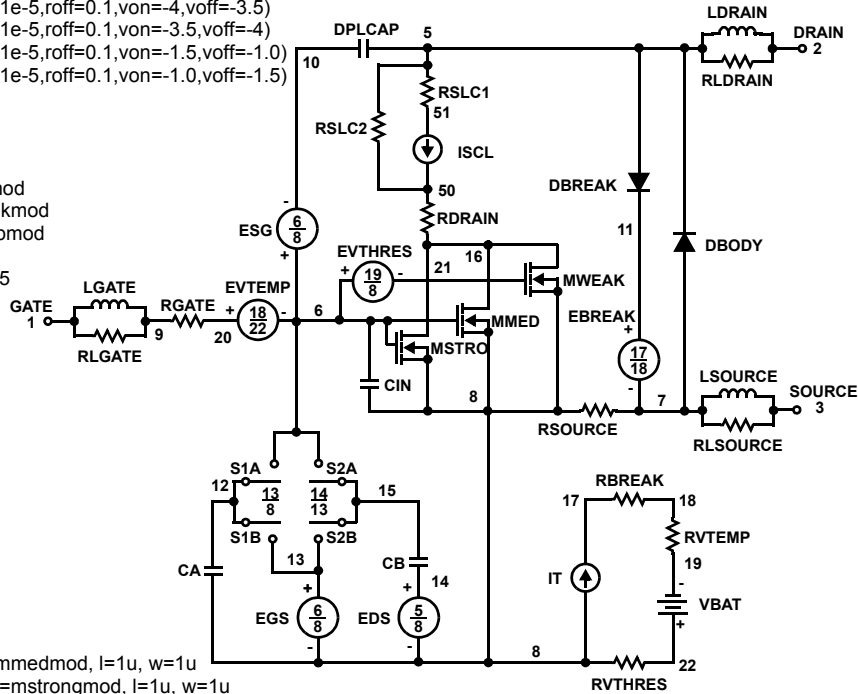 1e-5,roff=0.1,von=-4,voff=-3.5)
1e-5,roff=0.1,von=-3.5,voff=-4)
1e-5,roff=0.1,von=-1.5,voff=-1.0)
1e-5,roff=0.1,von=-1.0,voff=-1.5)
DPLCAP
5
10
LDRAIN
DRAIN
2
RLDRAIN
RSLC1
51
RSLC2
ISCL
50
RDRAIN
nod
kmod
omod
5
DBREAK
11
DBODY
-
ESG
6
8
+
EVTHRES
+
19
8
-
21
16
MWEAK
LGATE
GATE
1
RLGATE
9
RGATE
20
EVTEMP
+
18
22
-
6
MMED
MSTRO
CIN
EBREAK
+
17
18
-
8
RSOURCE
7
LSOURCE
SOURCE
3
RLSOURCE
12
S1A
13
8
S1B
S2A
14
13
S2B
15
13
CA
CB
14
+
EGS
6
8
-
+
EDS
5
8
-
RBREAK
17
18
RVTEMP
19
IT
-
VBAT
+
8
22
RVTHRES
mmedmod, l=1u, w=1u
=mstrongmod, l=1u, w=1u